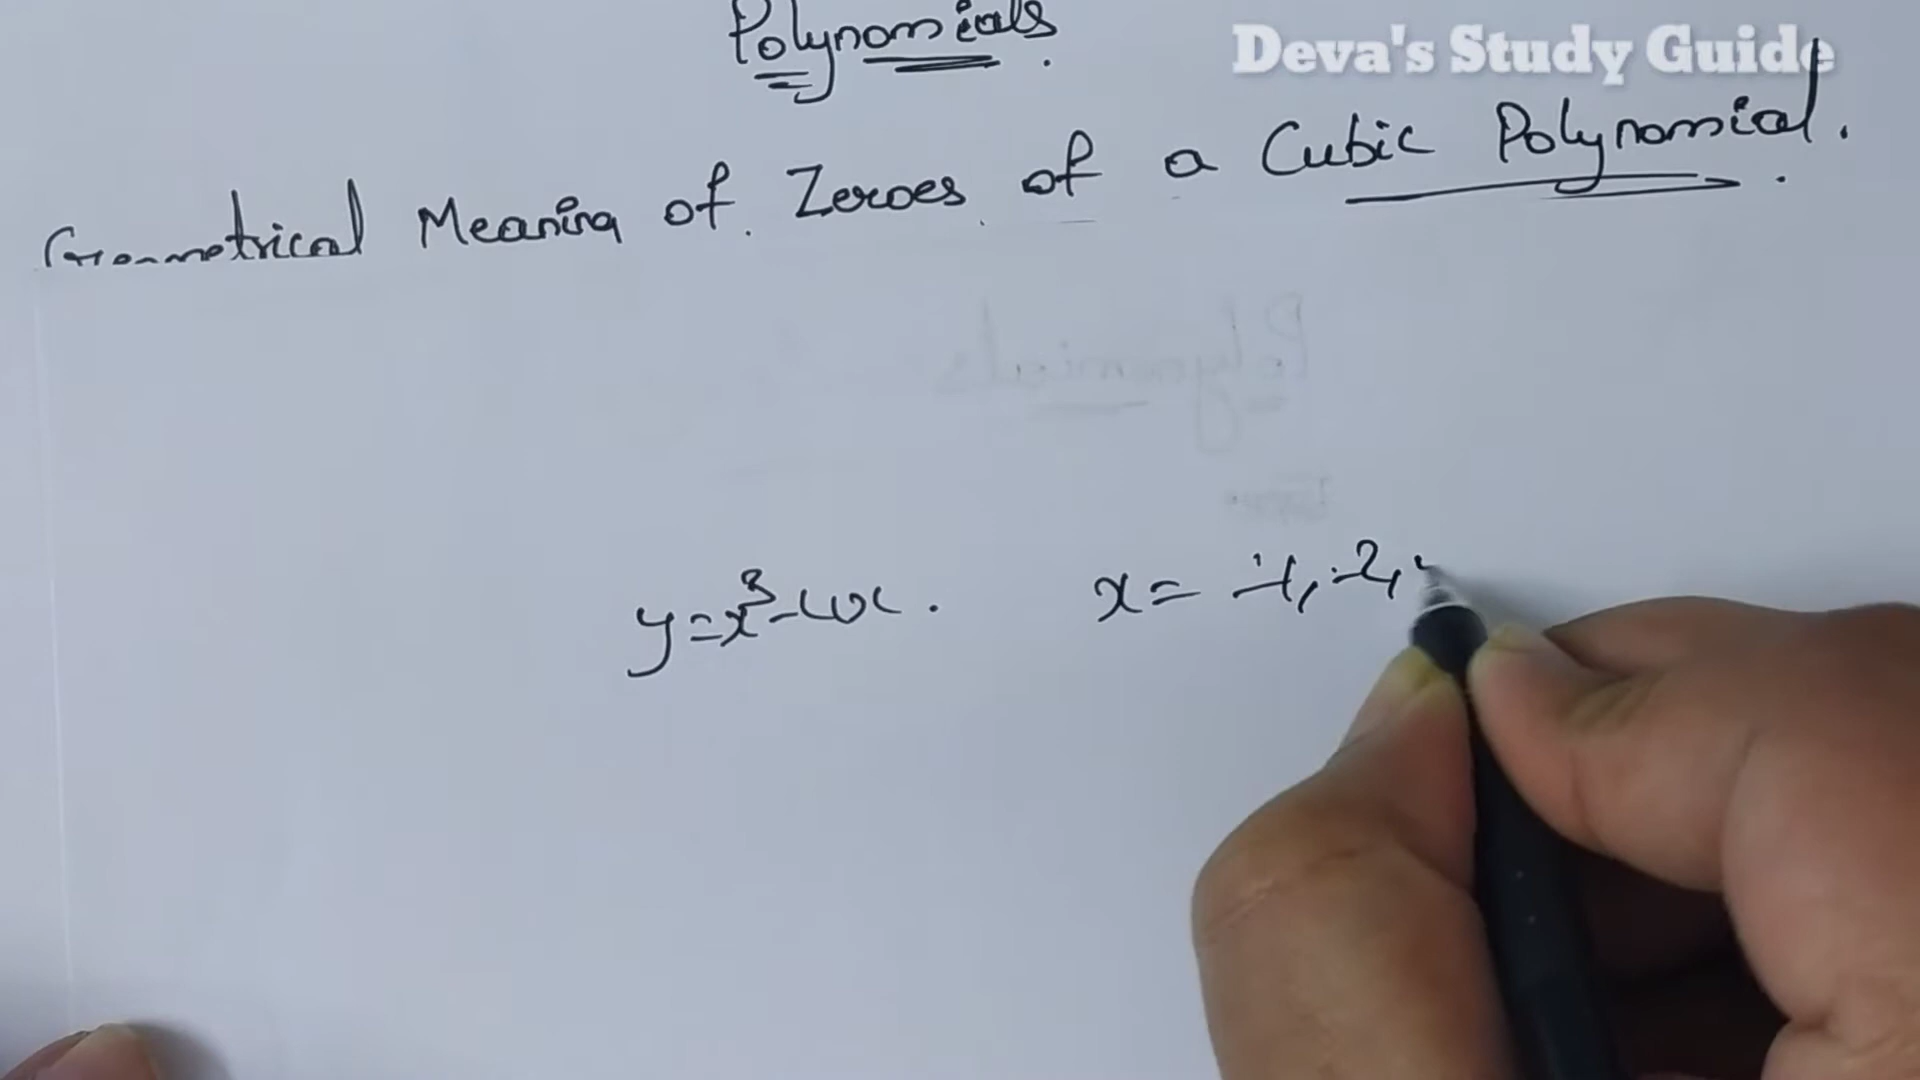 Polynomials.
Deva's Study Guide
Geometrical Meaning of Zeroes of a Cubic Polynomial.
y=x³-4x. x= -1, -2,